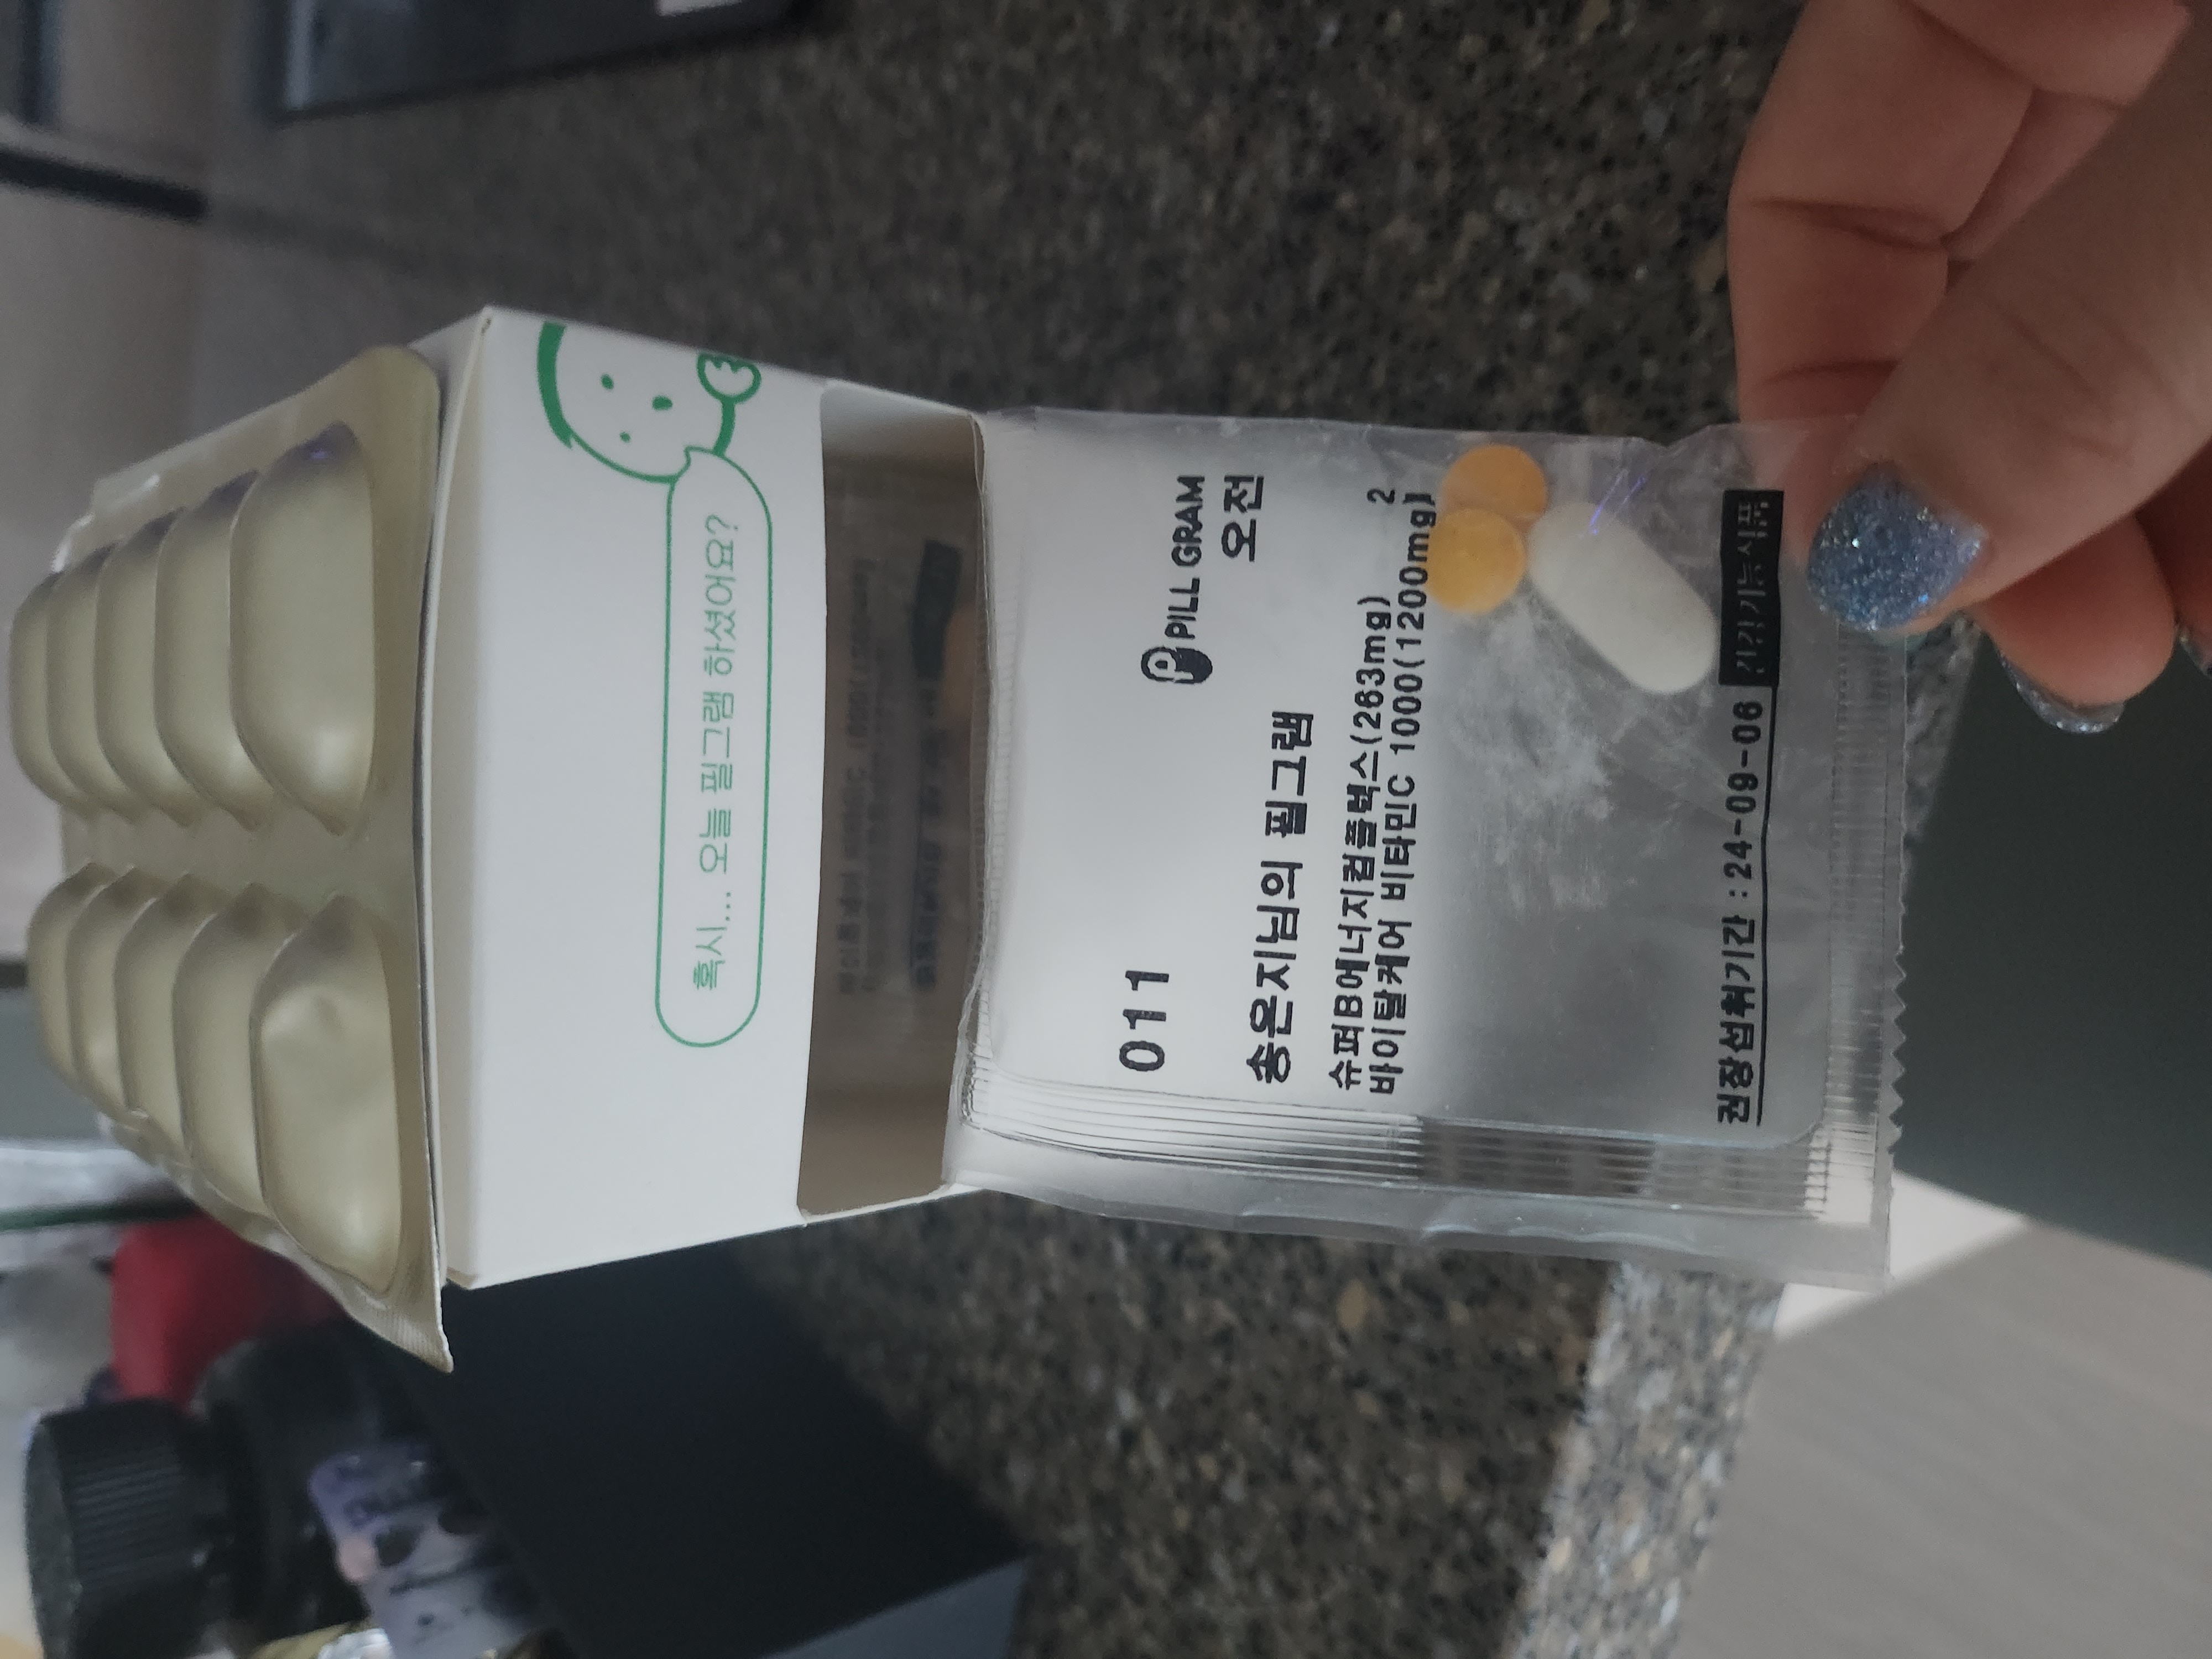 혹시... 오늘 필그램 하셨어요?
011
PILL GRAM
오전
송은지님의 필그램
슈퍼B에너지컴플렉스(263mg) 2
바이탈케어 비타민C 1000(1200mg)
권장섭취기간 : 24-09-06
건강기능식품